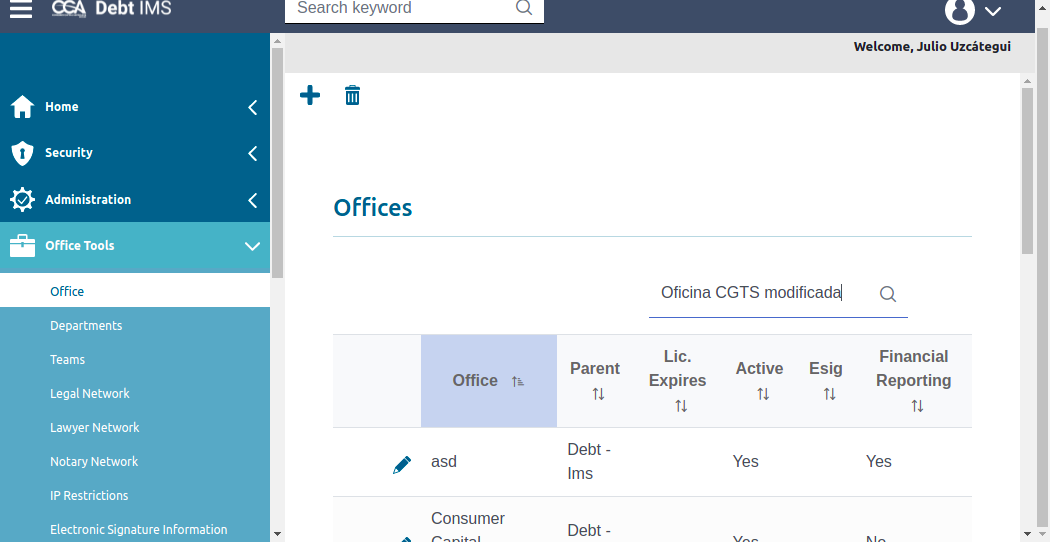 CGA Debt IMS
Search keyword
Welcome, Julio Uzcátegui
Home
Security
Administration
Office Tools
Office
Departments
Teams
Legal Network
Lawyer Network
Notary Network
IP Restrictions
Electronic Signature Information
Offices
Oficina CGTS modificada
Office
Parent
Lic.
Expires
Active
Esig
Financial
Reporting
asd
Debt -
Ims
Yes
Yes
Consumer
Capital
Debt -
Yes
No